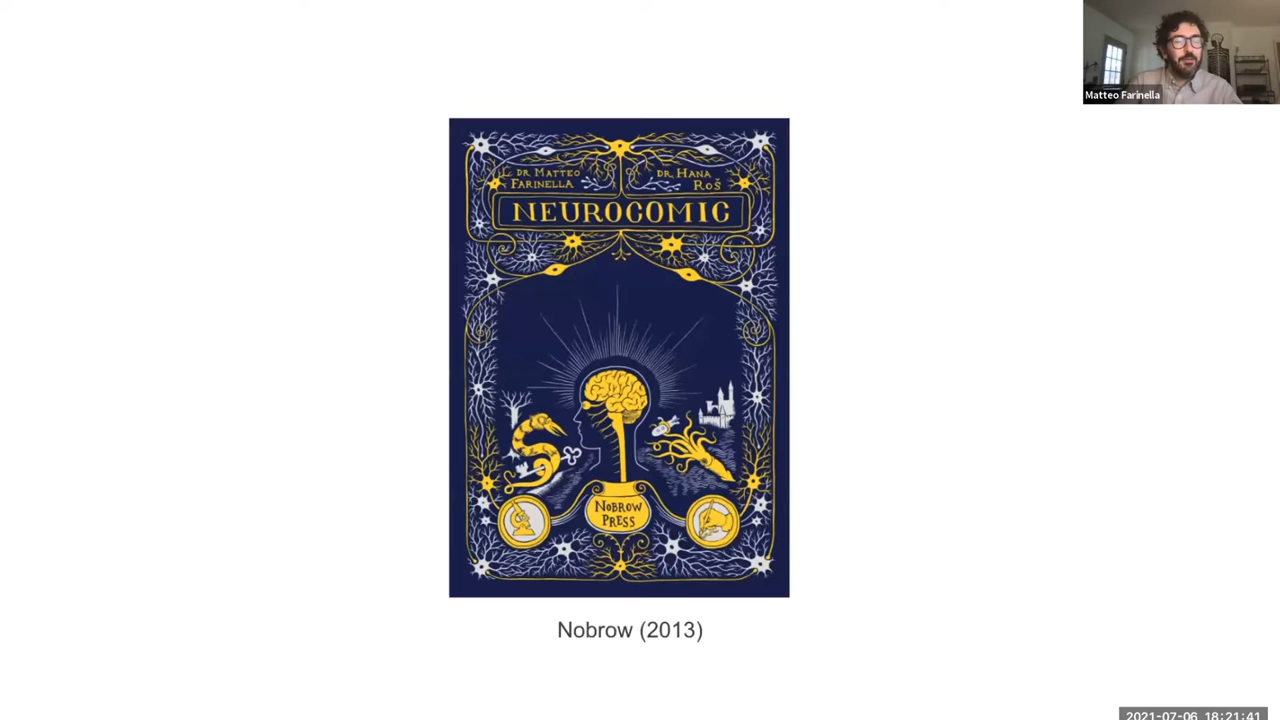 Matteo Farinella
DR MATTEO
FARINELLA
DR HANA
ROŠ
NEUROCOMIC
NOBROW
PRESS
Nobrow (2013)
2021-07-06 18:21:41